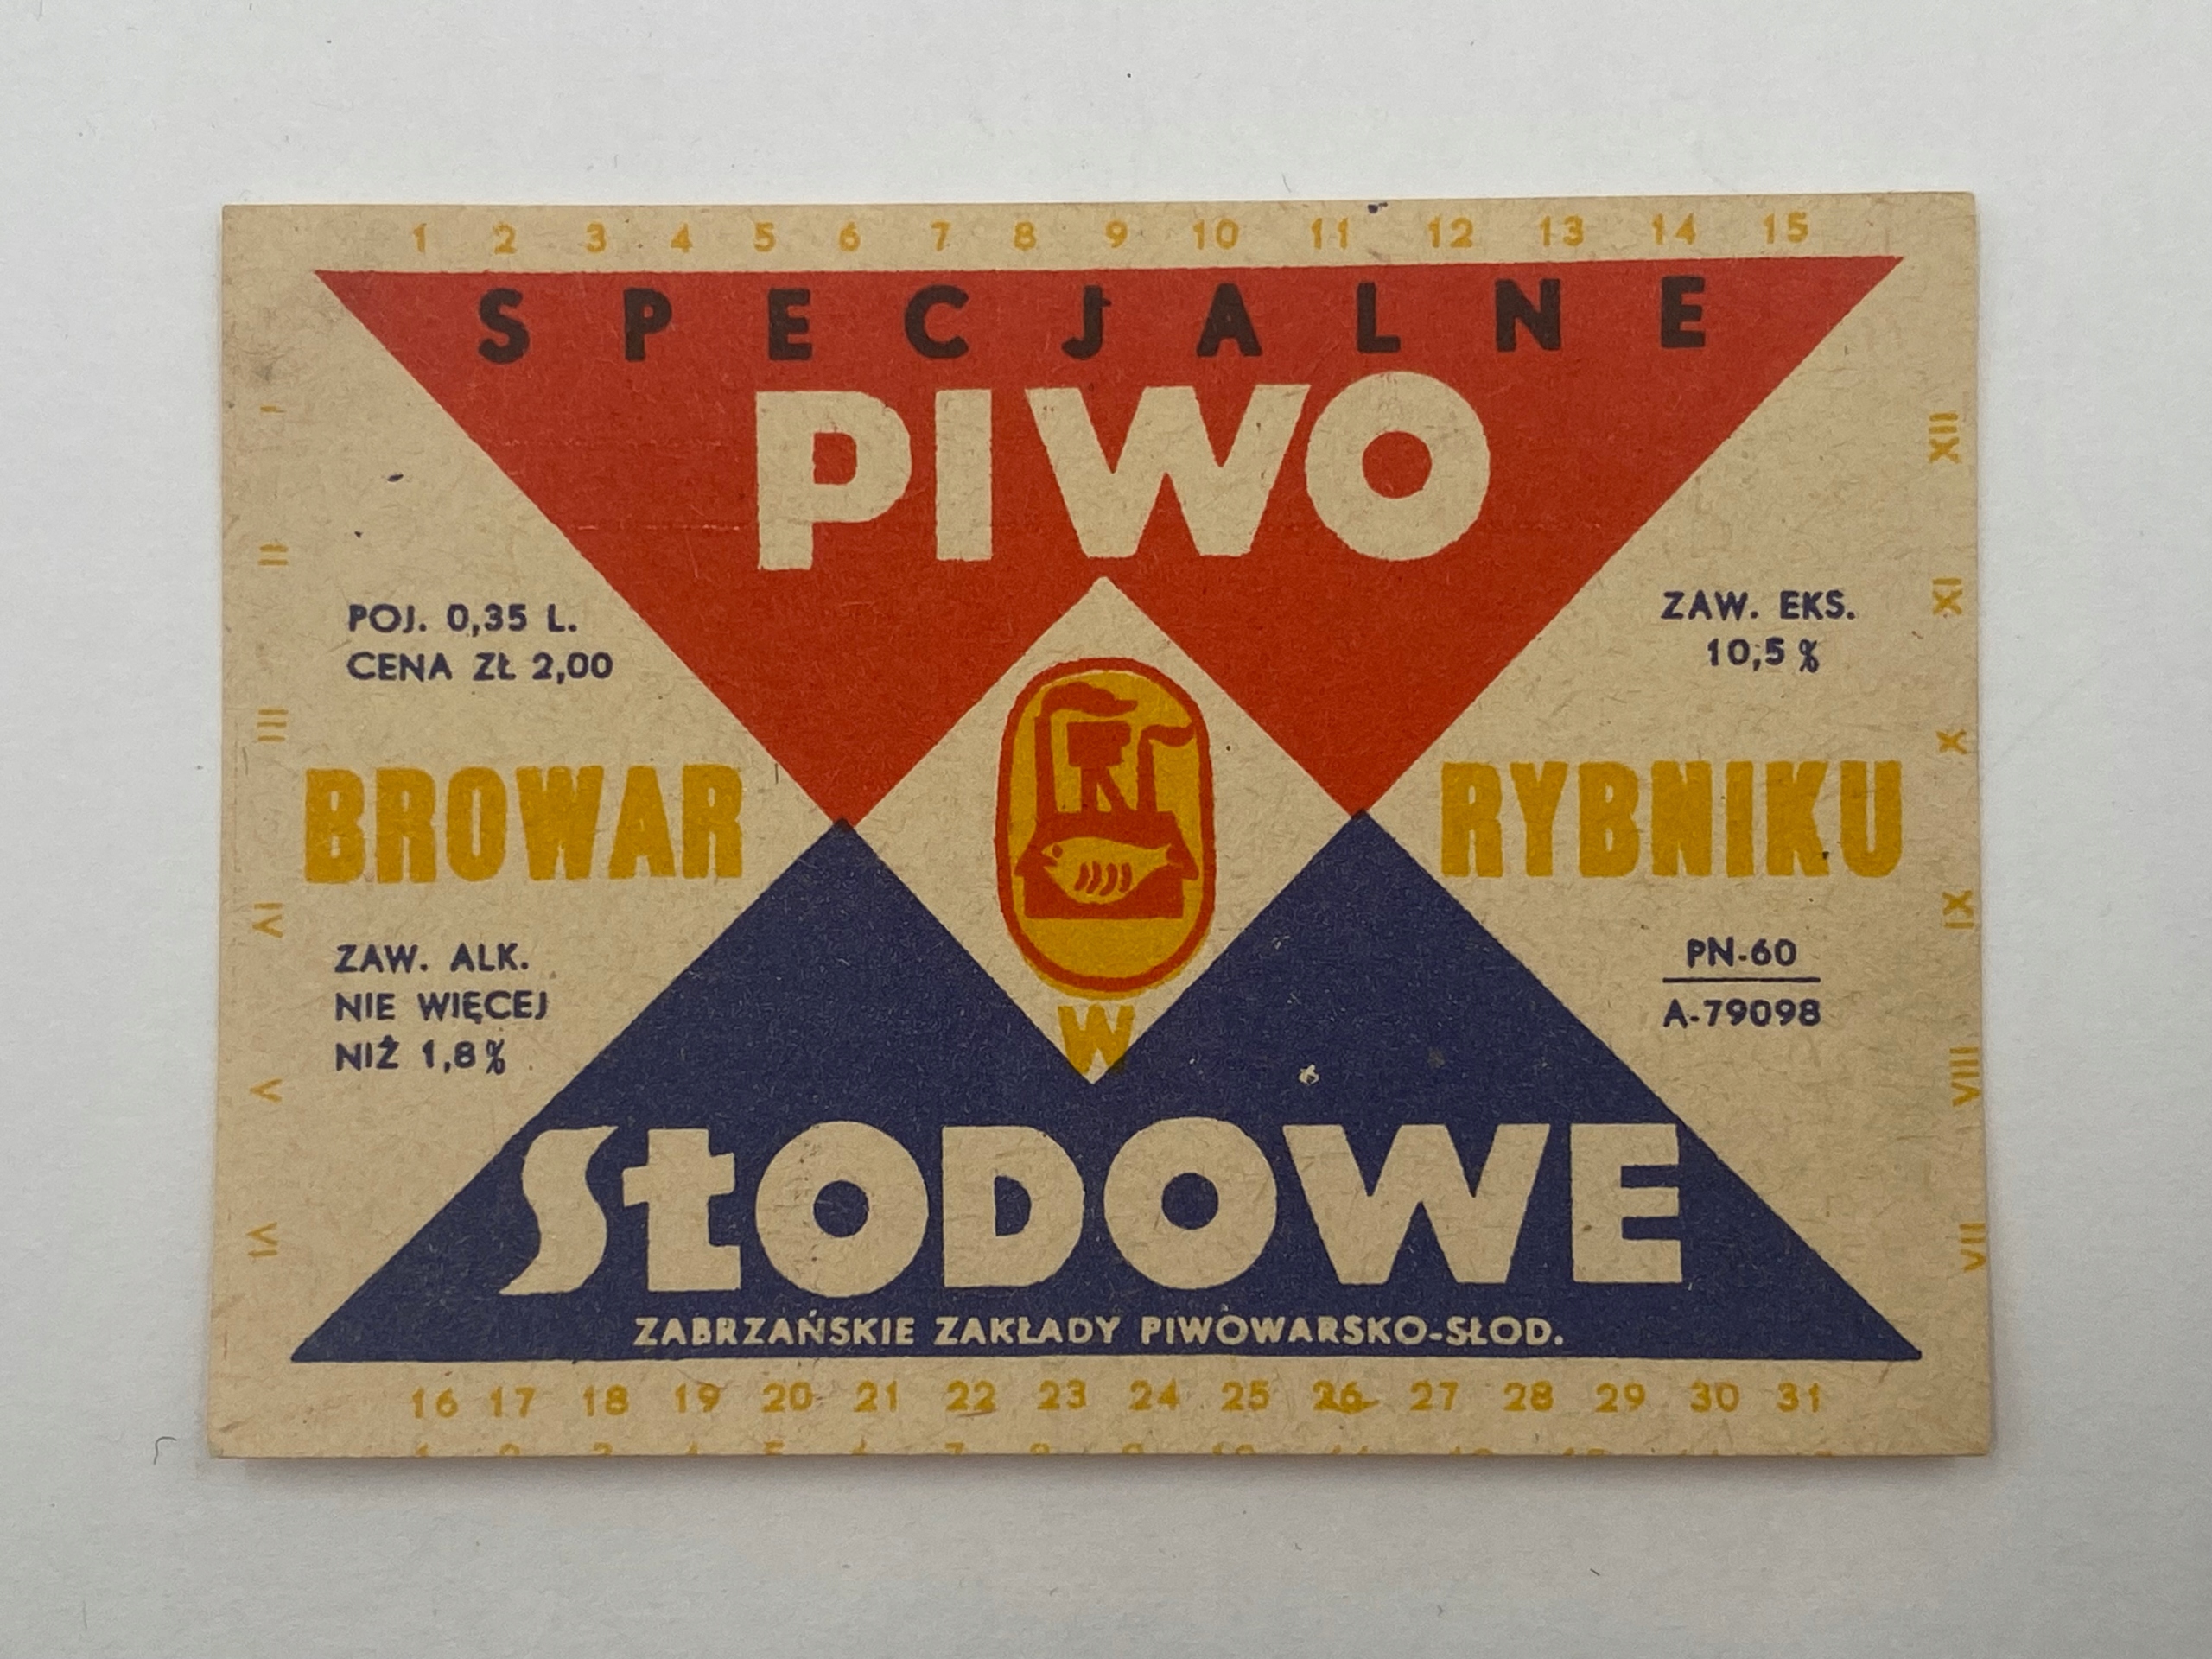 1 2 3 4 5 6 7 8 9 10 11 12 13 14 15
SPECJALNE
PIWO
POJ. 0,35 L.
CENA ZŁ 2,00
ZAW. EKS.
10,5 %
BROWAR
W
RYBNIKU
ZAW. ALK.
NIE WIĘCEJ
NIŻ 1,8 %
PN-60
A-79098
SŁODOWE
ZABRZAŃSKIE ZAKŁADY PIWOWARSKO-SŁOD.
16 17 18 19 20 21 22 23 24 25 26 27 28 29 30 31
I II III IV V VI
XII XI X IX VIII VII